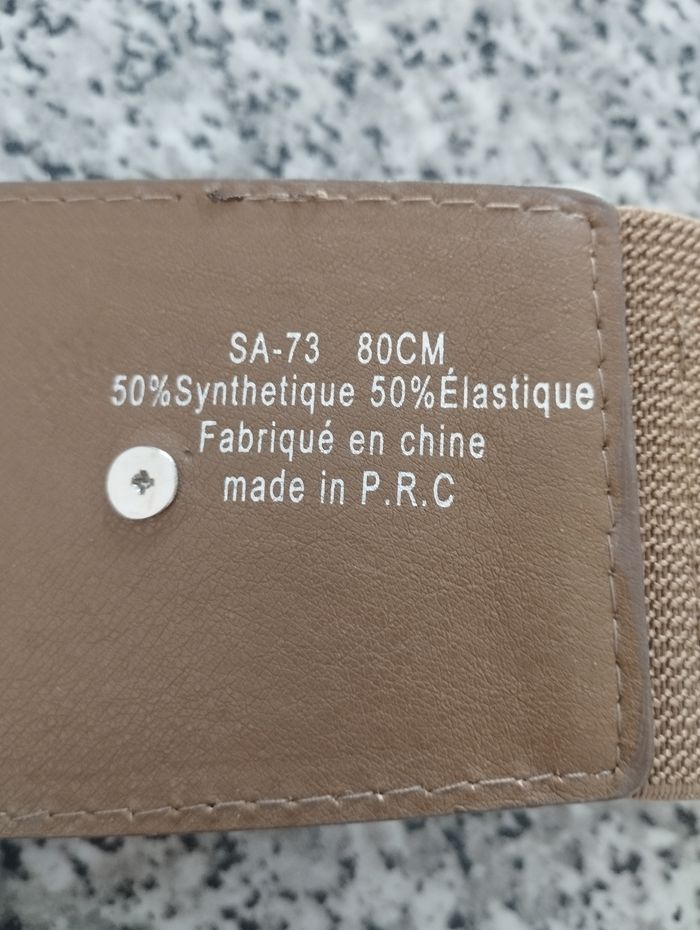 SA-73 80CM
50%Synthetique 50%Élastique
Fabriqué en chine
made in P.R.C